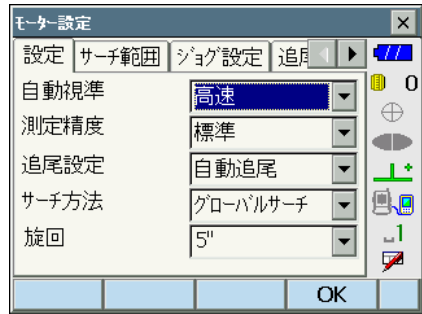 モーター設定
設定 サーチ範囲 ジョグ設定 追尾
自動視準 高速
0
測定精度 標準
追尾設定 自動追尾
サーチ方法 グローバルサーチ
旋回 5"
1
OK